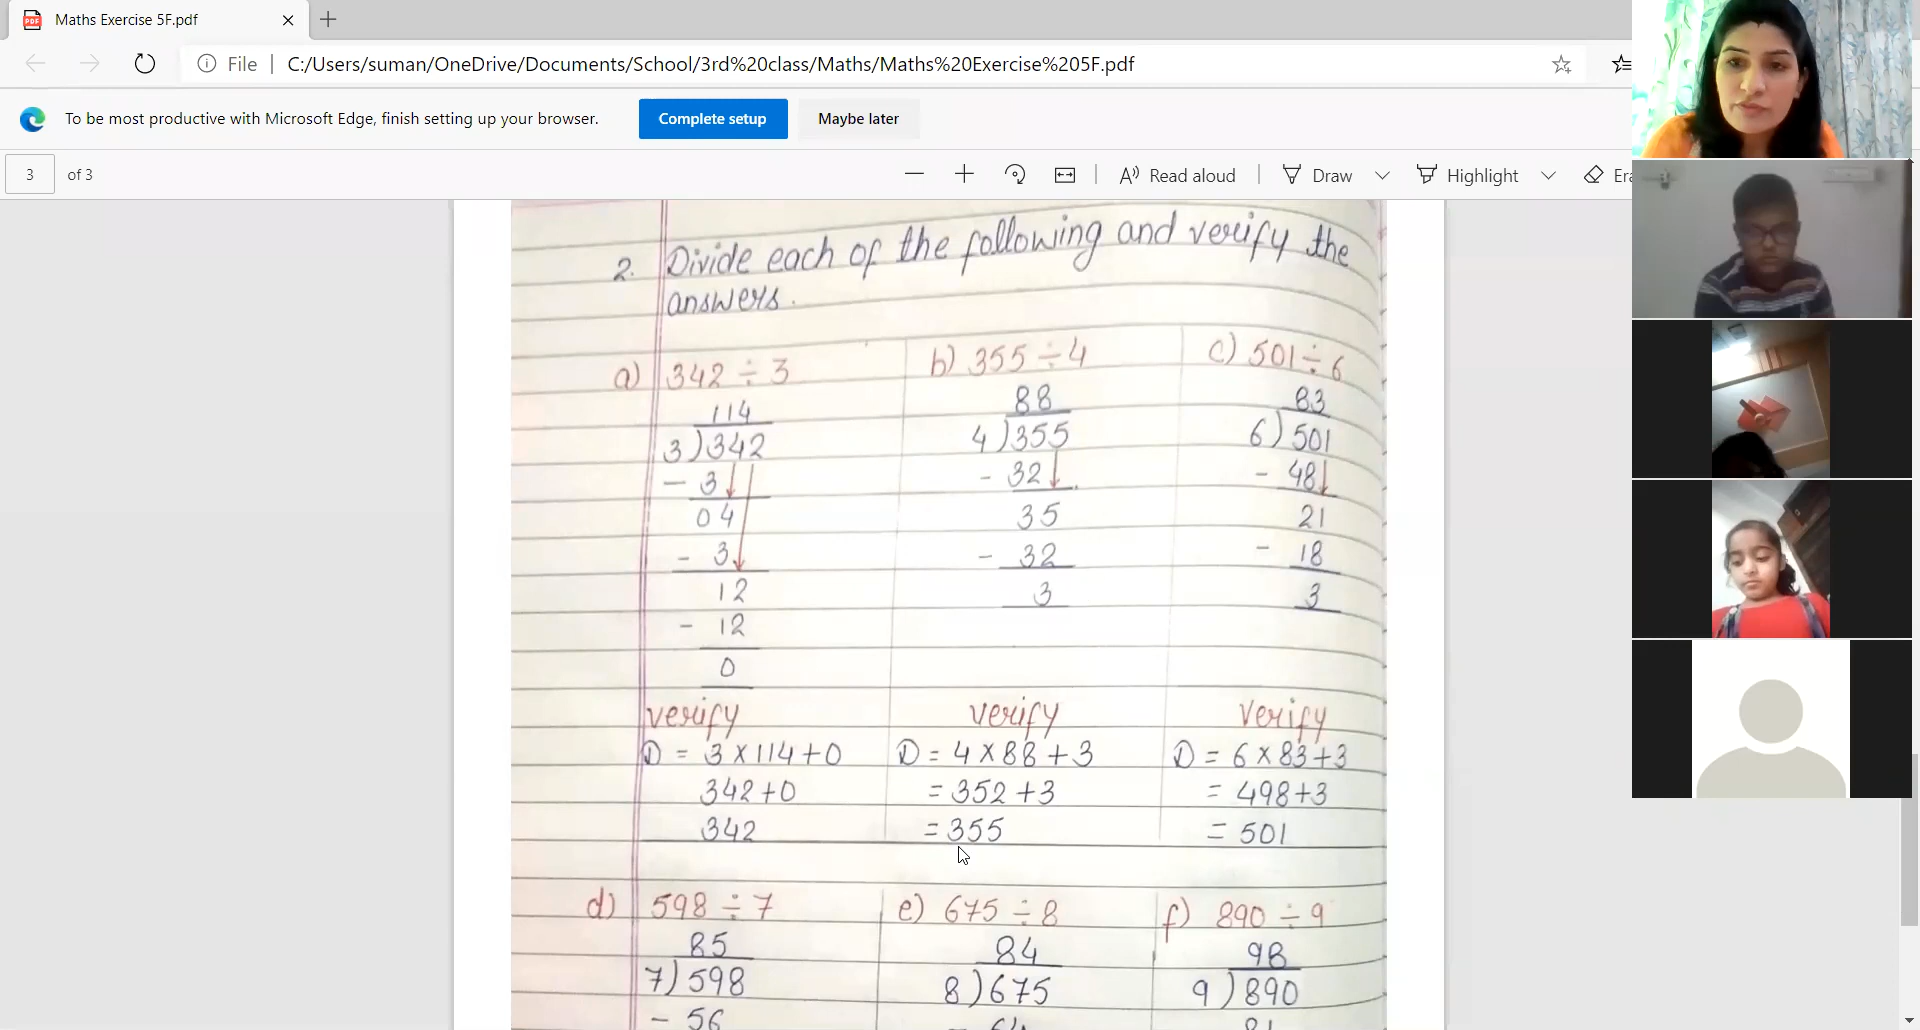 Maths Exercise 5F.pdf
File | C:/Users/suman/OneDrive/Documents/School/3rd%20class/Maths/Maths%20Exercise%205F.pdf
To be most productive with Microsoft Edge, finish setting up your browser. Complete setup Maybe later
3 of 3 Read aloud Draw Highlight Era
2. Divide each of the following and verify the
answers.
a) 342 ÷ 3
114
3)342
- 3
04
- 3
12
- 12
0
verify
D = 3 × 114 + 0
342 + 0
342
b) 355 ÷ 4
88
4)355
- 32
35
- 32
3
verify
D = 4 × 88 + 3
= 352 + 3
= 355
c) 501 ÷ 6
83
6)501
- 48
21
- 18
3
Verify
D = 6 × 83 + 3
= 498 + 3
= 501
d) 598 ÷ 7
85
7)598
- 56
e) 675 ÷ 8
84
8)675
- 64
f) 890 ÷ 9
98
9)890
81